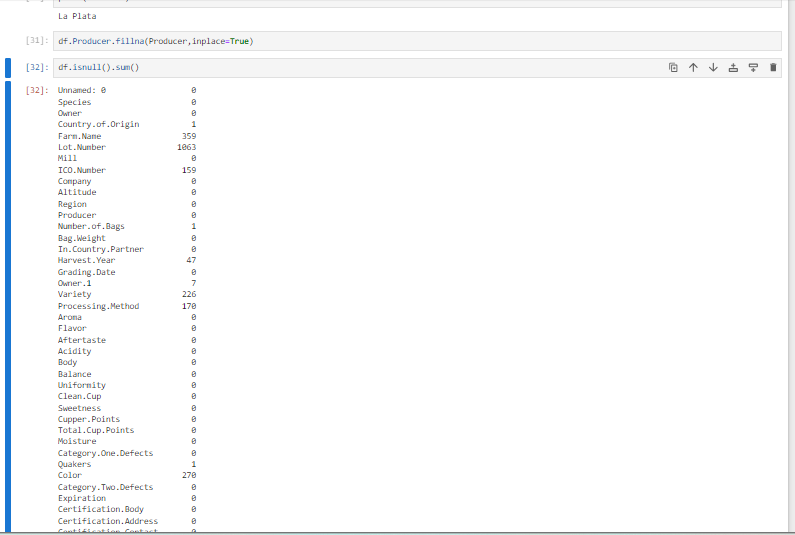 La Plata
[31]: df.Producer.fillna(Producer,inplace=True)
[32]: df.isnull().sum()
[32]: Unnamed: 0 0
Species 0
Owner 0
Country.of.Origin 1
Farm.Name 359
Lot.Number 1063
Mill 0
ICO.Number 159
Company 0
Altitude 0
Region 0
Producer 0
Number.of.Bags 1
Bag.Weight 0
In.Country.Partner 0
Harvest.Year 47
Grading.Date 0
Owner.1 7
Variety 226
Processing.Method 170
Aroma 0
Flavor 0
Aftertaste 0
Acidity 0
Body 0
Balance 0
Uniformity 0
Clean.Cup 0
Sweetness 0
Cupper.Points 0
Total.Cup.Points 0
Moisture 0
Category.One.Defects 0
Quakers 1
Color 270
Category.Two.Defects 0
Expiration 0
Certification.Body 0
Certification.Address 0
Certification.Contact 0